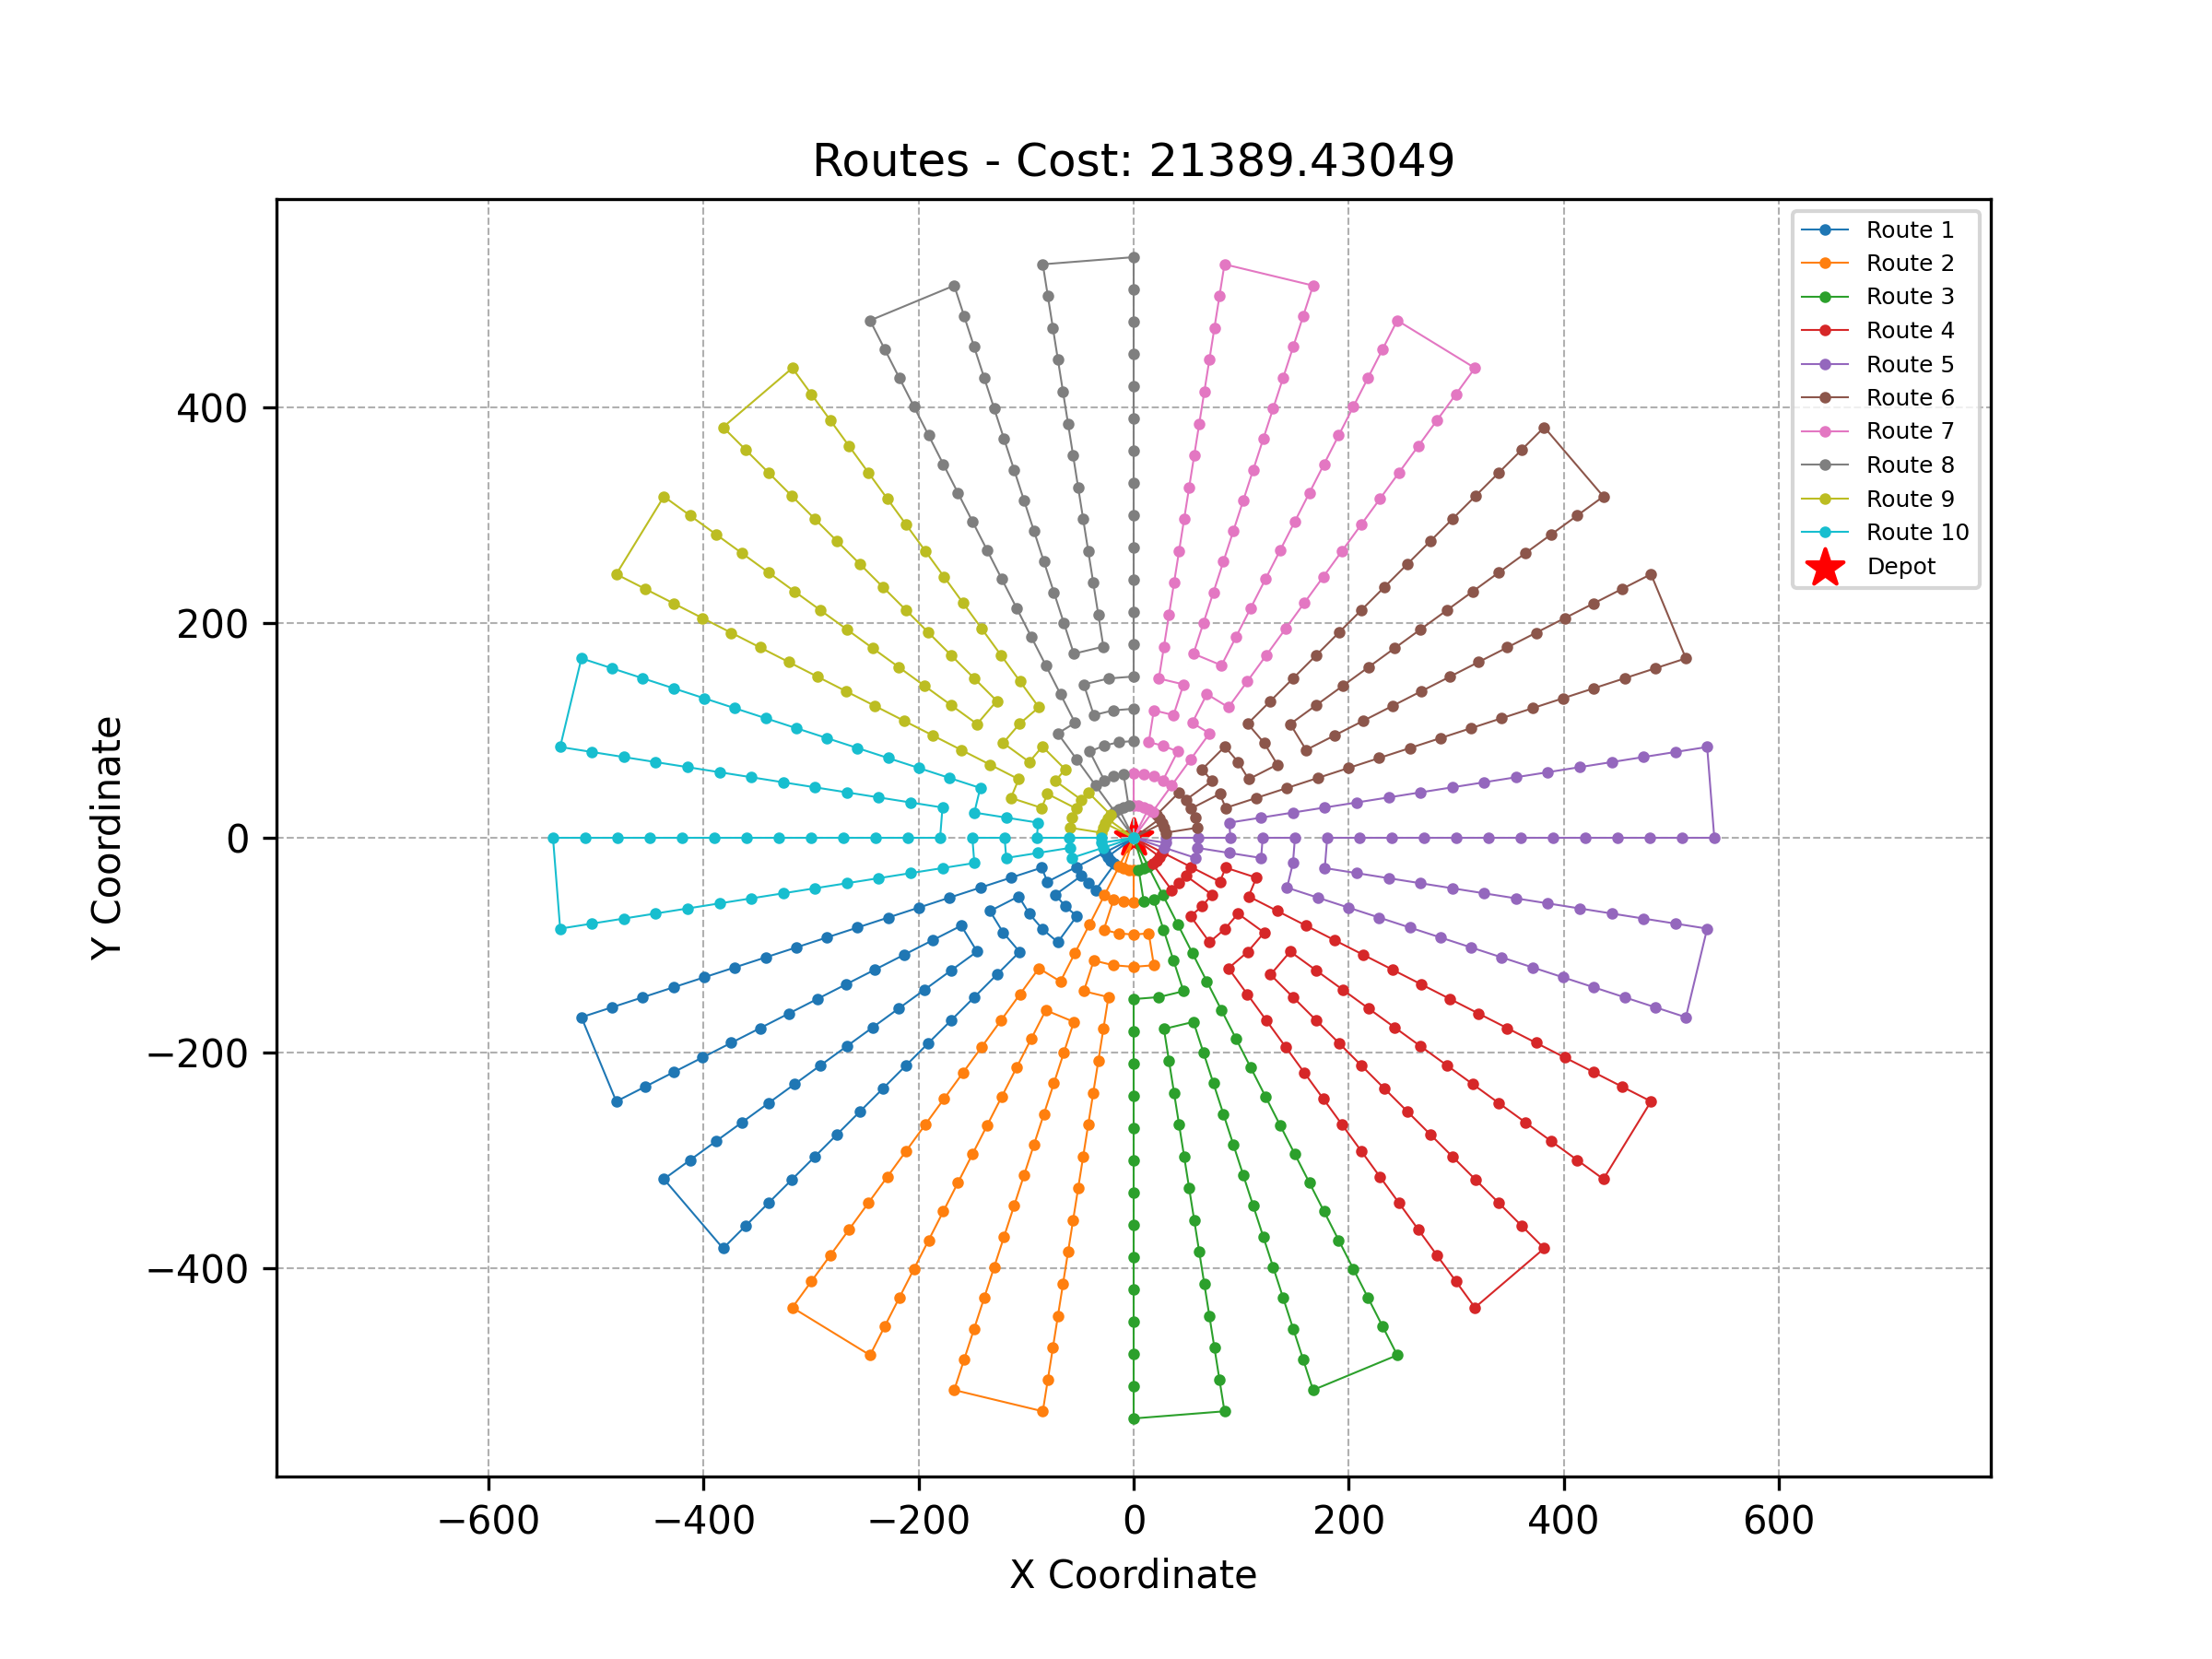 Routes - Cost: 21389.43049
Route 1
Route 2
Route 3
Route 4
Route 5
Route 6
Route 7
Route 8
Route 9
Route 10
Depot
Y Coordinate
400
200
0
−200
−400
−600 −400 −200 0 200 400 600
X Coordinate